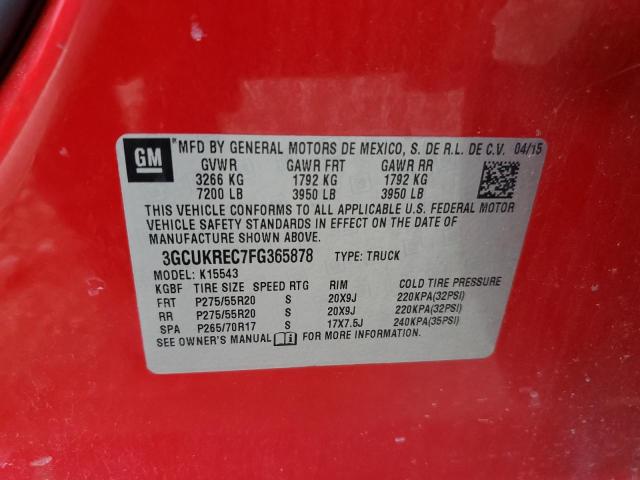 GM MFD BY GENERAL MOTORS DE MEXICO, S. DE R.L. DE C.V. 04/15
GVWR GAWR FRT GAWR RR
3266 KG 1792 KG 1792 KG
7200 LB 3950 LB 3950 LB
THIS VEHICLE CONFORMS TO ALL APPLICABLE U.S. FEDERAL MOTOR
VEHICLE SAFETY STANDARDS IN EFFECT ON THE DATE OF
MANUFACTURE SHOWN ABOVE.
3GCUKREC7FG365878 TYPE: TRUCK
MODEL: K15543
KGBF TIRE SIZE SPEED RTG RIM COLD TIRE PRESSURE
FRT P275/55R20 S 20X9J 220KPA(32PSI)
RR P275/55R20 S 20X9J 220KPA(32PSI)
SPA P265/70R17 S 17X7.5J 240KPA(35PSI)
SEE OWNER'S MANUAL FOR MORE INFORMATION.